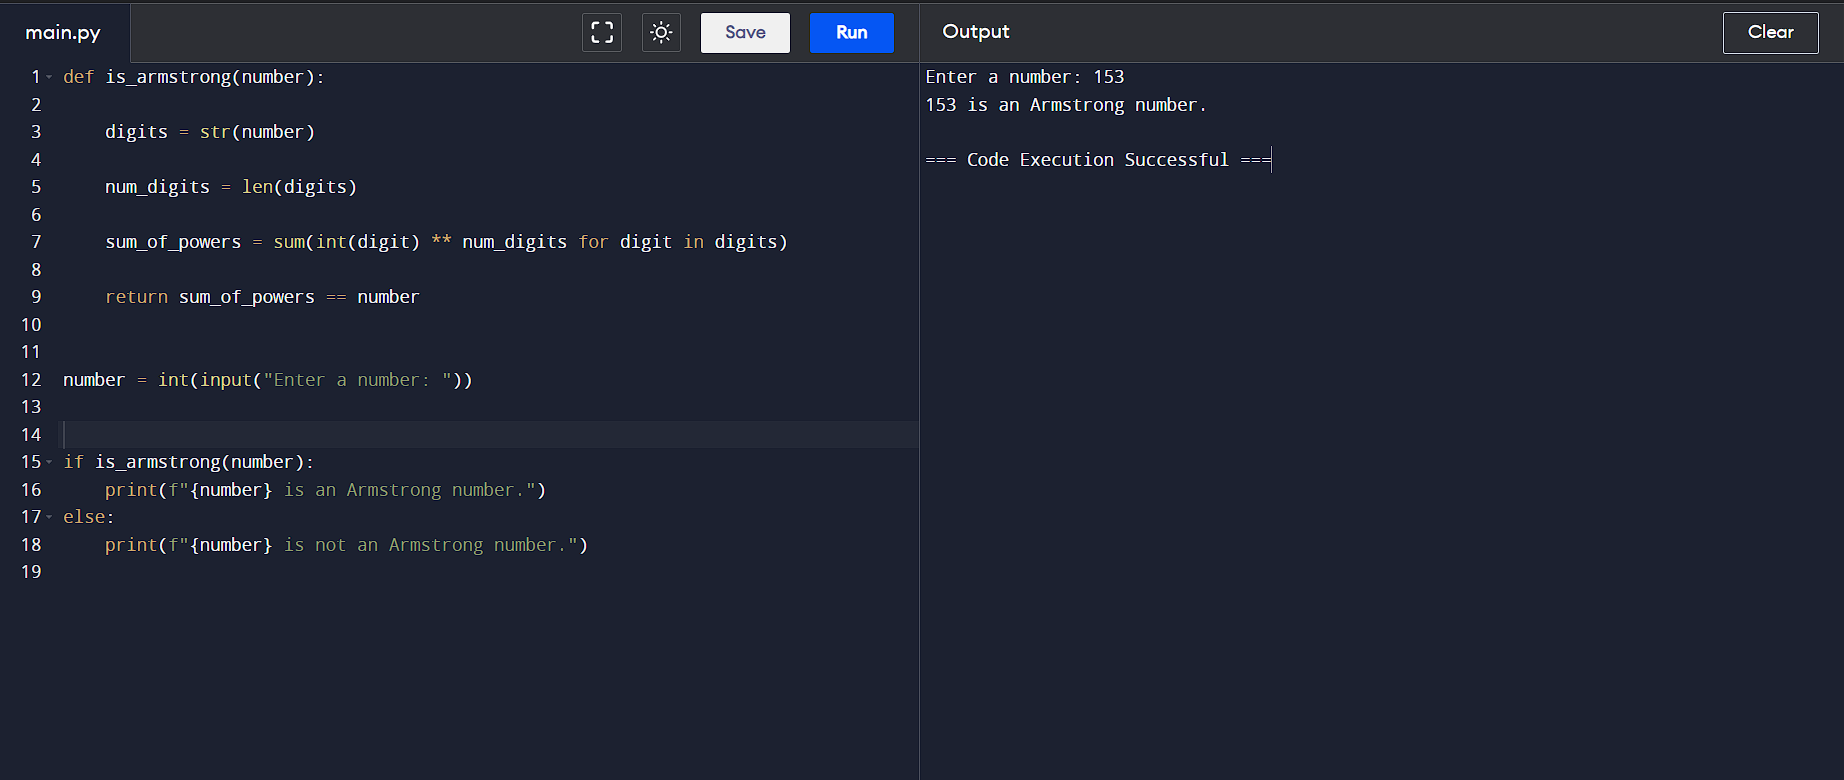 main.py
Save
Run
Output
Clear
1 def is_armstrong(number):
2
3     digits = str(number)
4
5     num_digits = len(digits)
6
7     sum_of_powers = sum(int(digit) ** num_digits for digit in digits)
8
9     return sum_of_powers == number
10
11
12 number = int(input("Enter a number: "))
13
14
15 if is_armstrong(number):
16     print(f"{number} is an Armstrong number.")
17 else:
18     print(f"{number} is not an Armstrong number.")
19
Enter a number: 153
153 is an Armstrong number.
=== Code Execution Successful ===